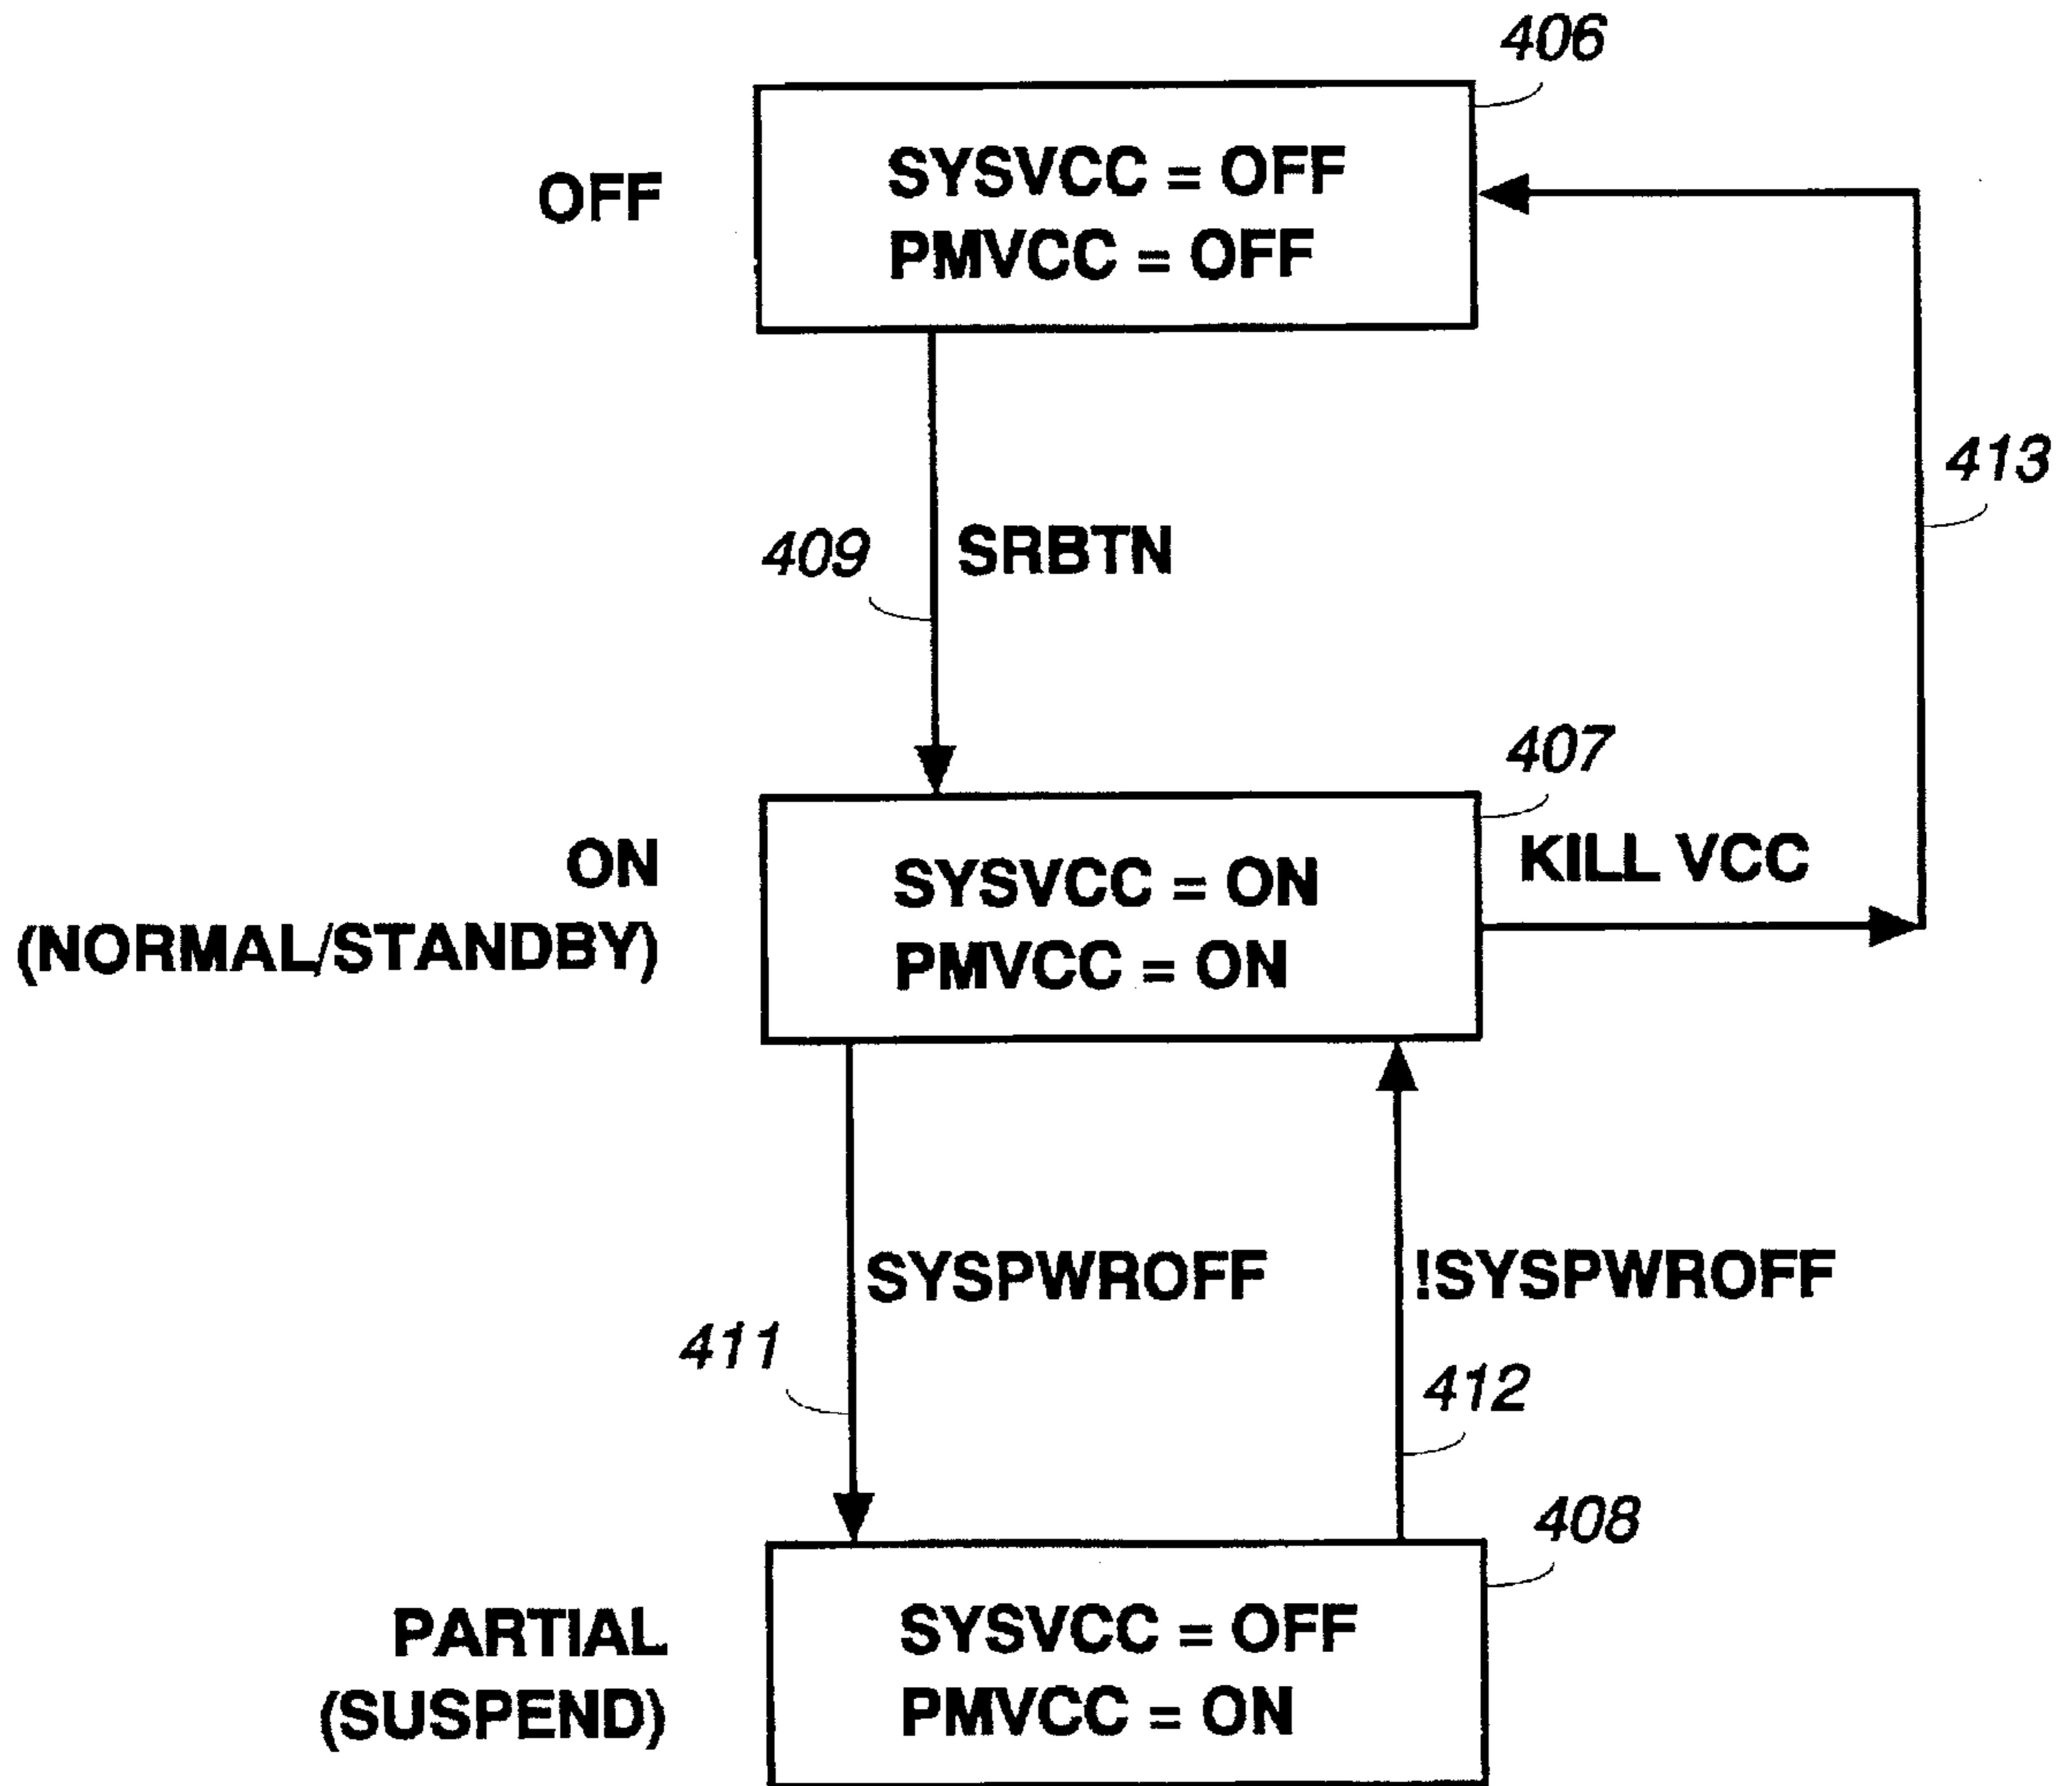 406
OFF
SYSVCC = OFF
PMVCC = OFF
413
409
SRBTN
407
ON
(NORMAL/STANDBY)
SYSVCC = ON
PMVCC = ON
KILL VCC
SYSPWROFF
!SYSPWROFF
411
412
408
PARTIAL
(SUSPEND)
SYSVCC = OFF
PMVCC = ON